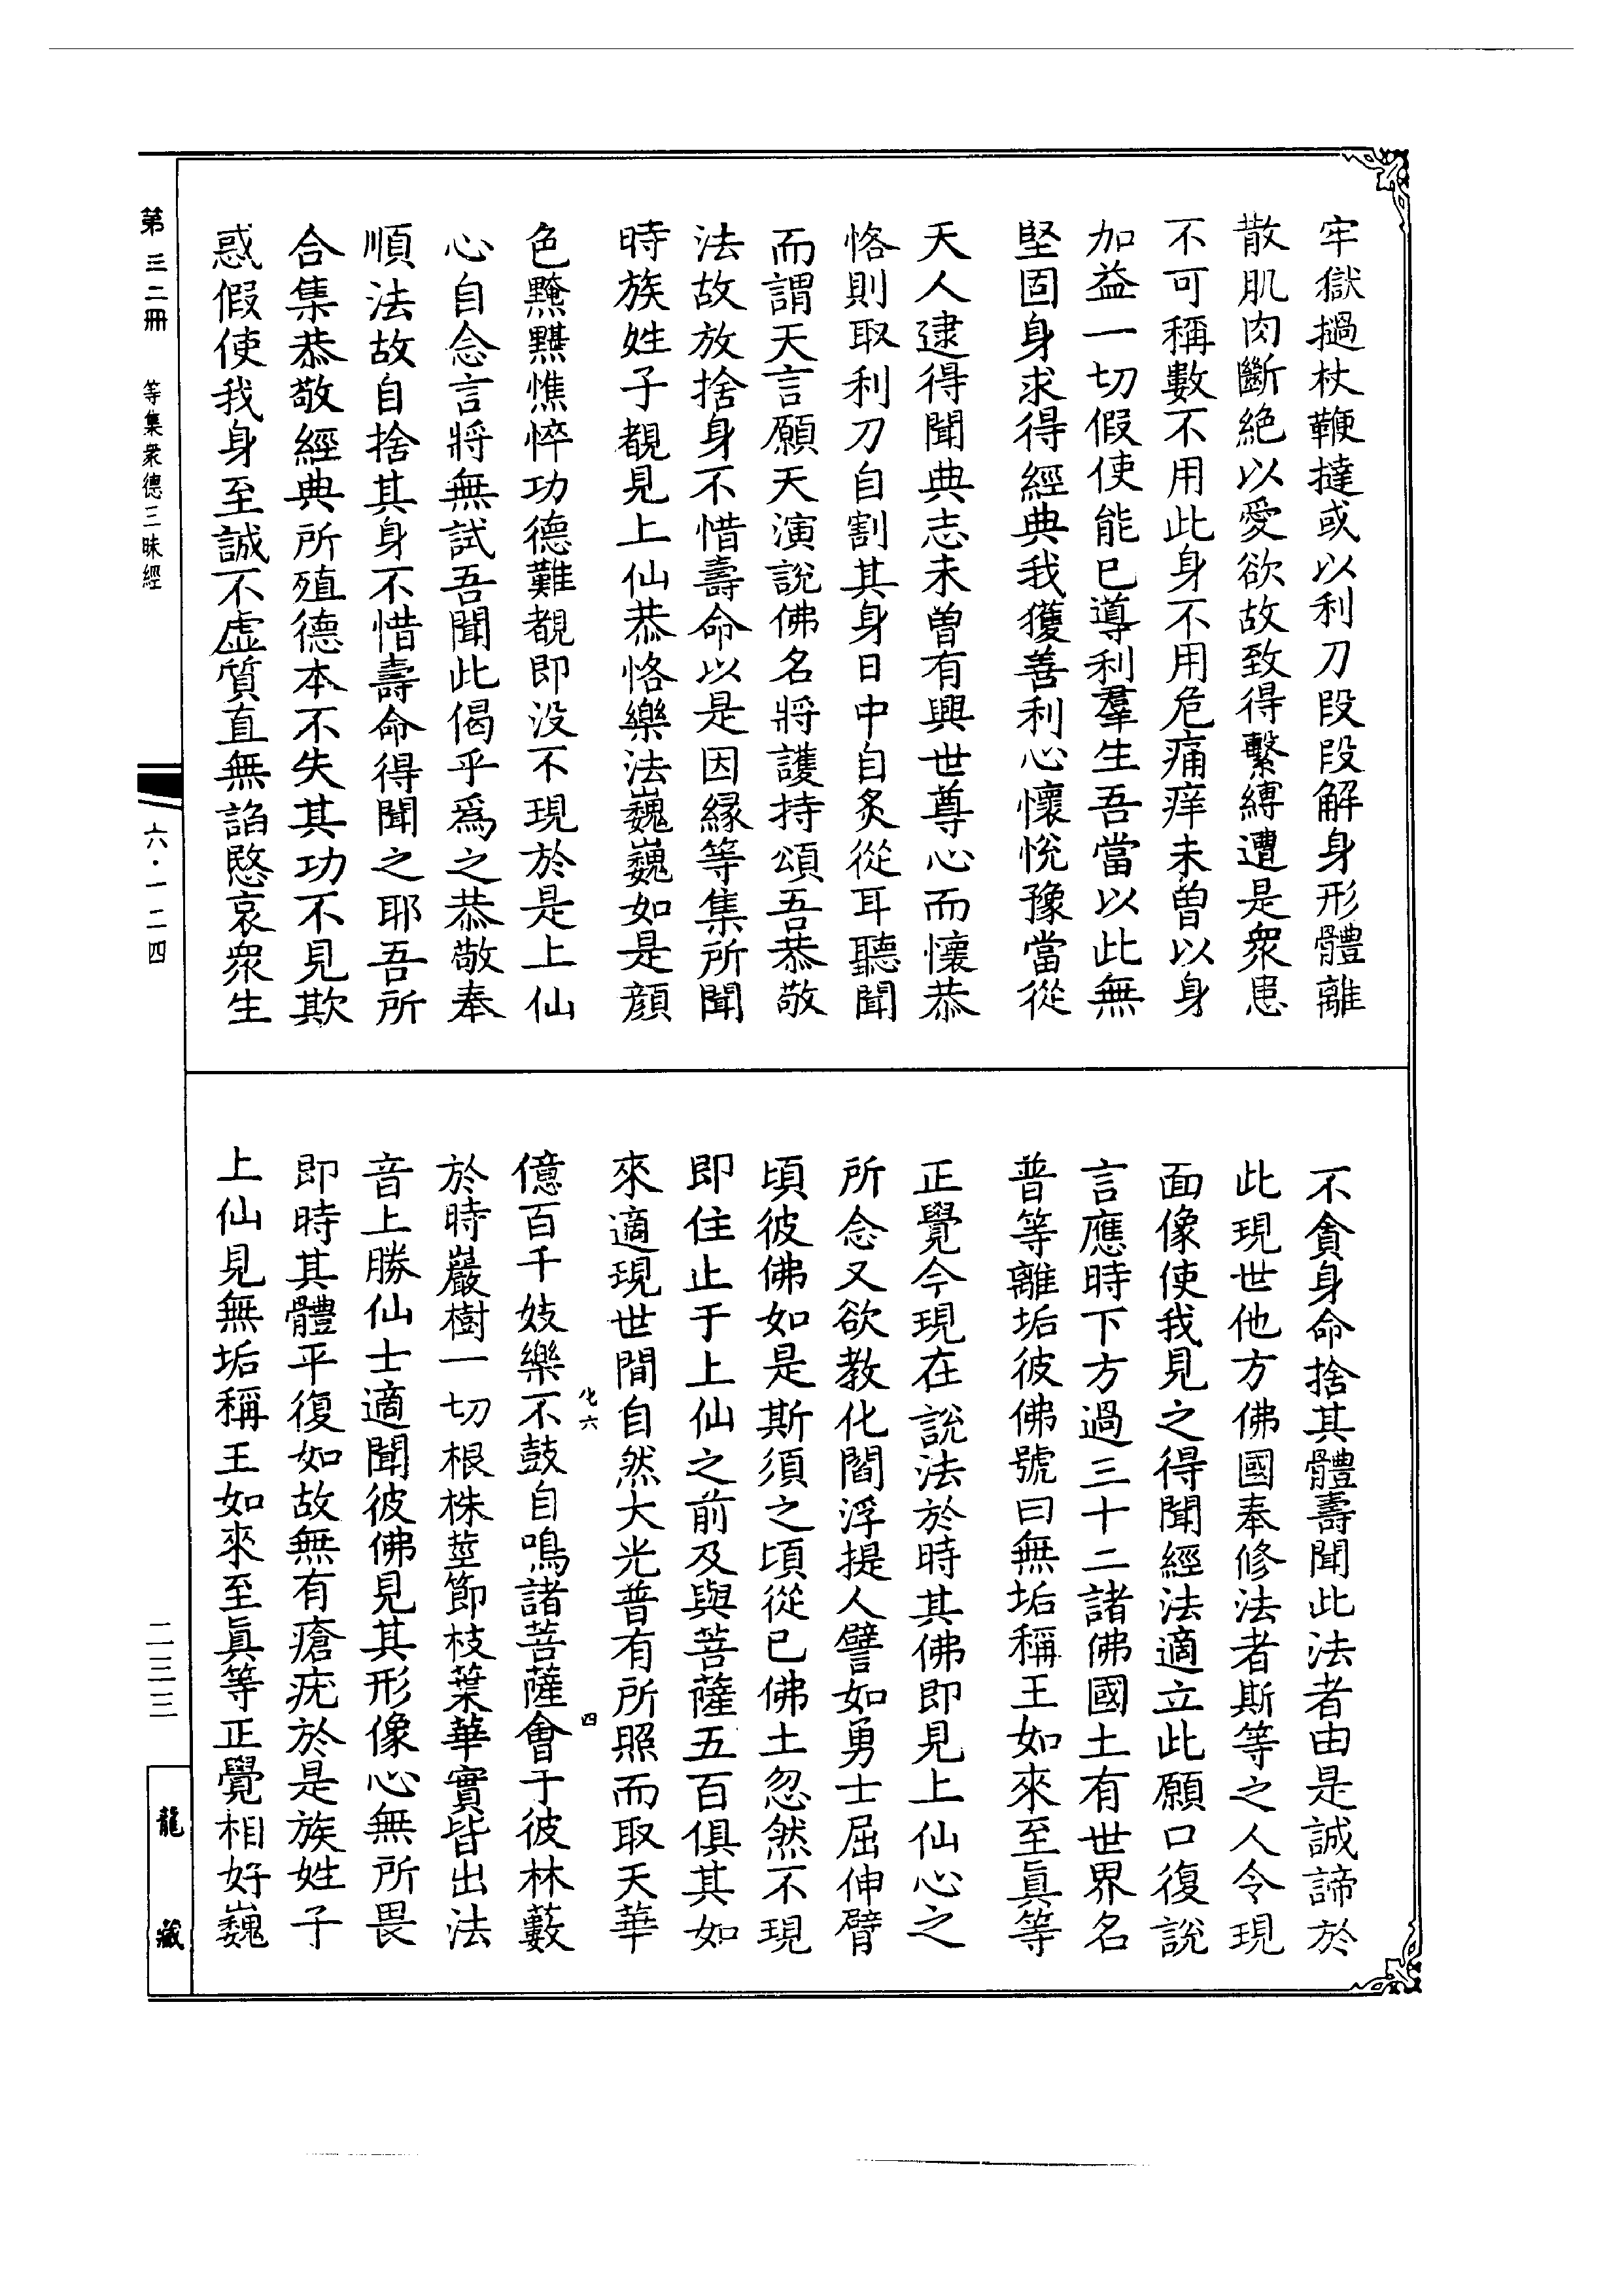 牢獄撾杖鞭撻或以利刀段段解身形體離
散肌肉斷絕以愛欲故致得繫縛遭是衆患
不可稱數不用此身不用危痛痒未曾以身
加益一切假使能已導利羣生吾當以此無
堅固身求得經典我獲善利心懷悅豫當從
天人逮得聞典志未曾有興世尊心而懷恭
恪則取利刀自割其身日中自炙從耳聽聞
而謂天言願天演說佛名將護持頌吾恭敬
法故放捨身不惜壽命以是因緣等集所聞
時族姓子覩見上仙恭恪樂法巍巍如是顏
色黤黮憔悴功德難覩即没不現於是上仙
心自念言將無試吾聞此偈乎爲之恭敬奉
順法故自捨其身不惜壽命得聞之耶吾所
合集恭敬經典所殖德本不失其功不見欺
惑假使我身至誠不虛質直無諂愍哀衆生
不貪身命捨其體壽聞此法者由是誠諦於
此現世他方佛國奉修法者斯等之人令現
面像使我見之得聞經法適立此願口復說
言應時下方過三十二諸佛國土有世界名
普等離垢彼佛號曰無垢稱王如來至眞等
正覺今現在說法於時其佛即見上仙心之
所念又欲教化閻浮提人譬如勇士屈伸臂
頃彼佛如是斯須之頃從已佛土忽然不現
即住止于上仙之前及與菩薩五百俱其如
來適現世間自然大光普有所照而取天華
億百千妓樂不鼓自鳴諸菩薩會于彼林藪
於時巖樹一切根株莖節枝葉華實皆出法
音上勝仙士適聞彼佛見其形像心無所畏
即時其體平復如故無有瘡疣於是族姓子
上仙見無垢稱王如來至眞等正覺相好巍
第三二冊 等集衆德三昧經
六·一二四
二三三
龍藏
四